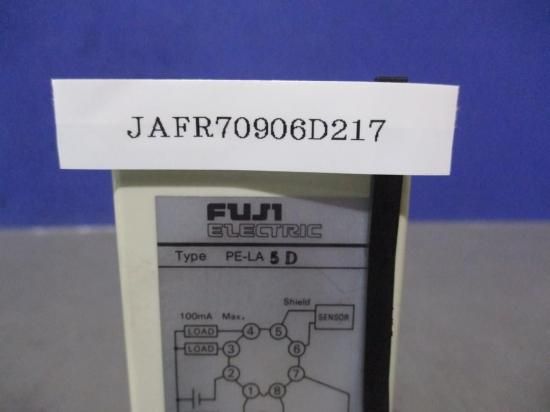 JAFR70906D217
FUJI
ELECTRIC
Type PE-LA 5D
Shield
100mA Max.
LOAD 4 5 SENSOR
LOAD 3 6
2 7
1 8